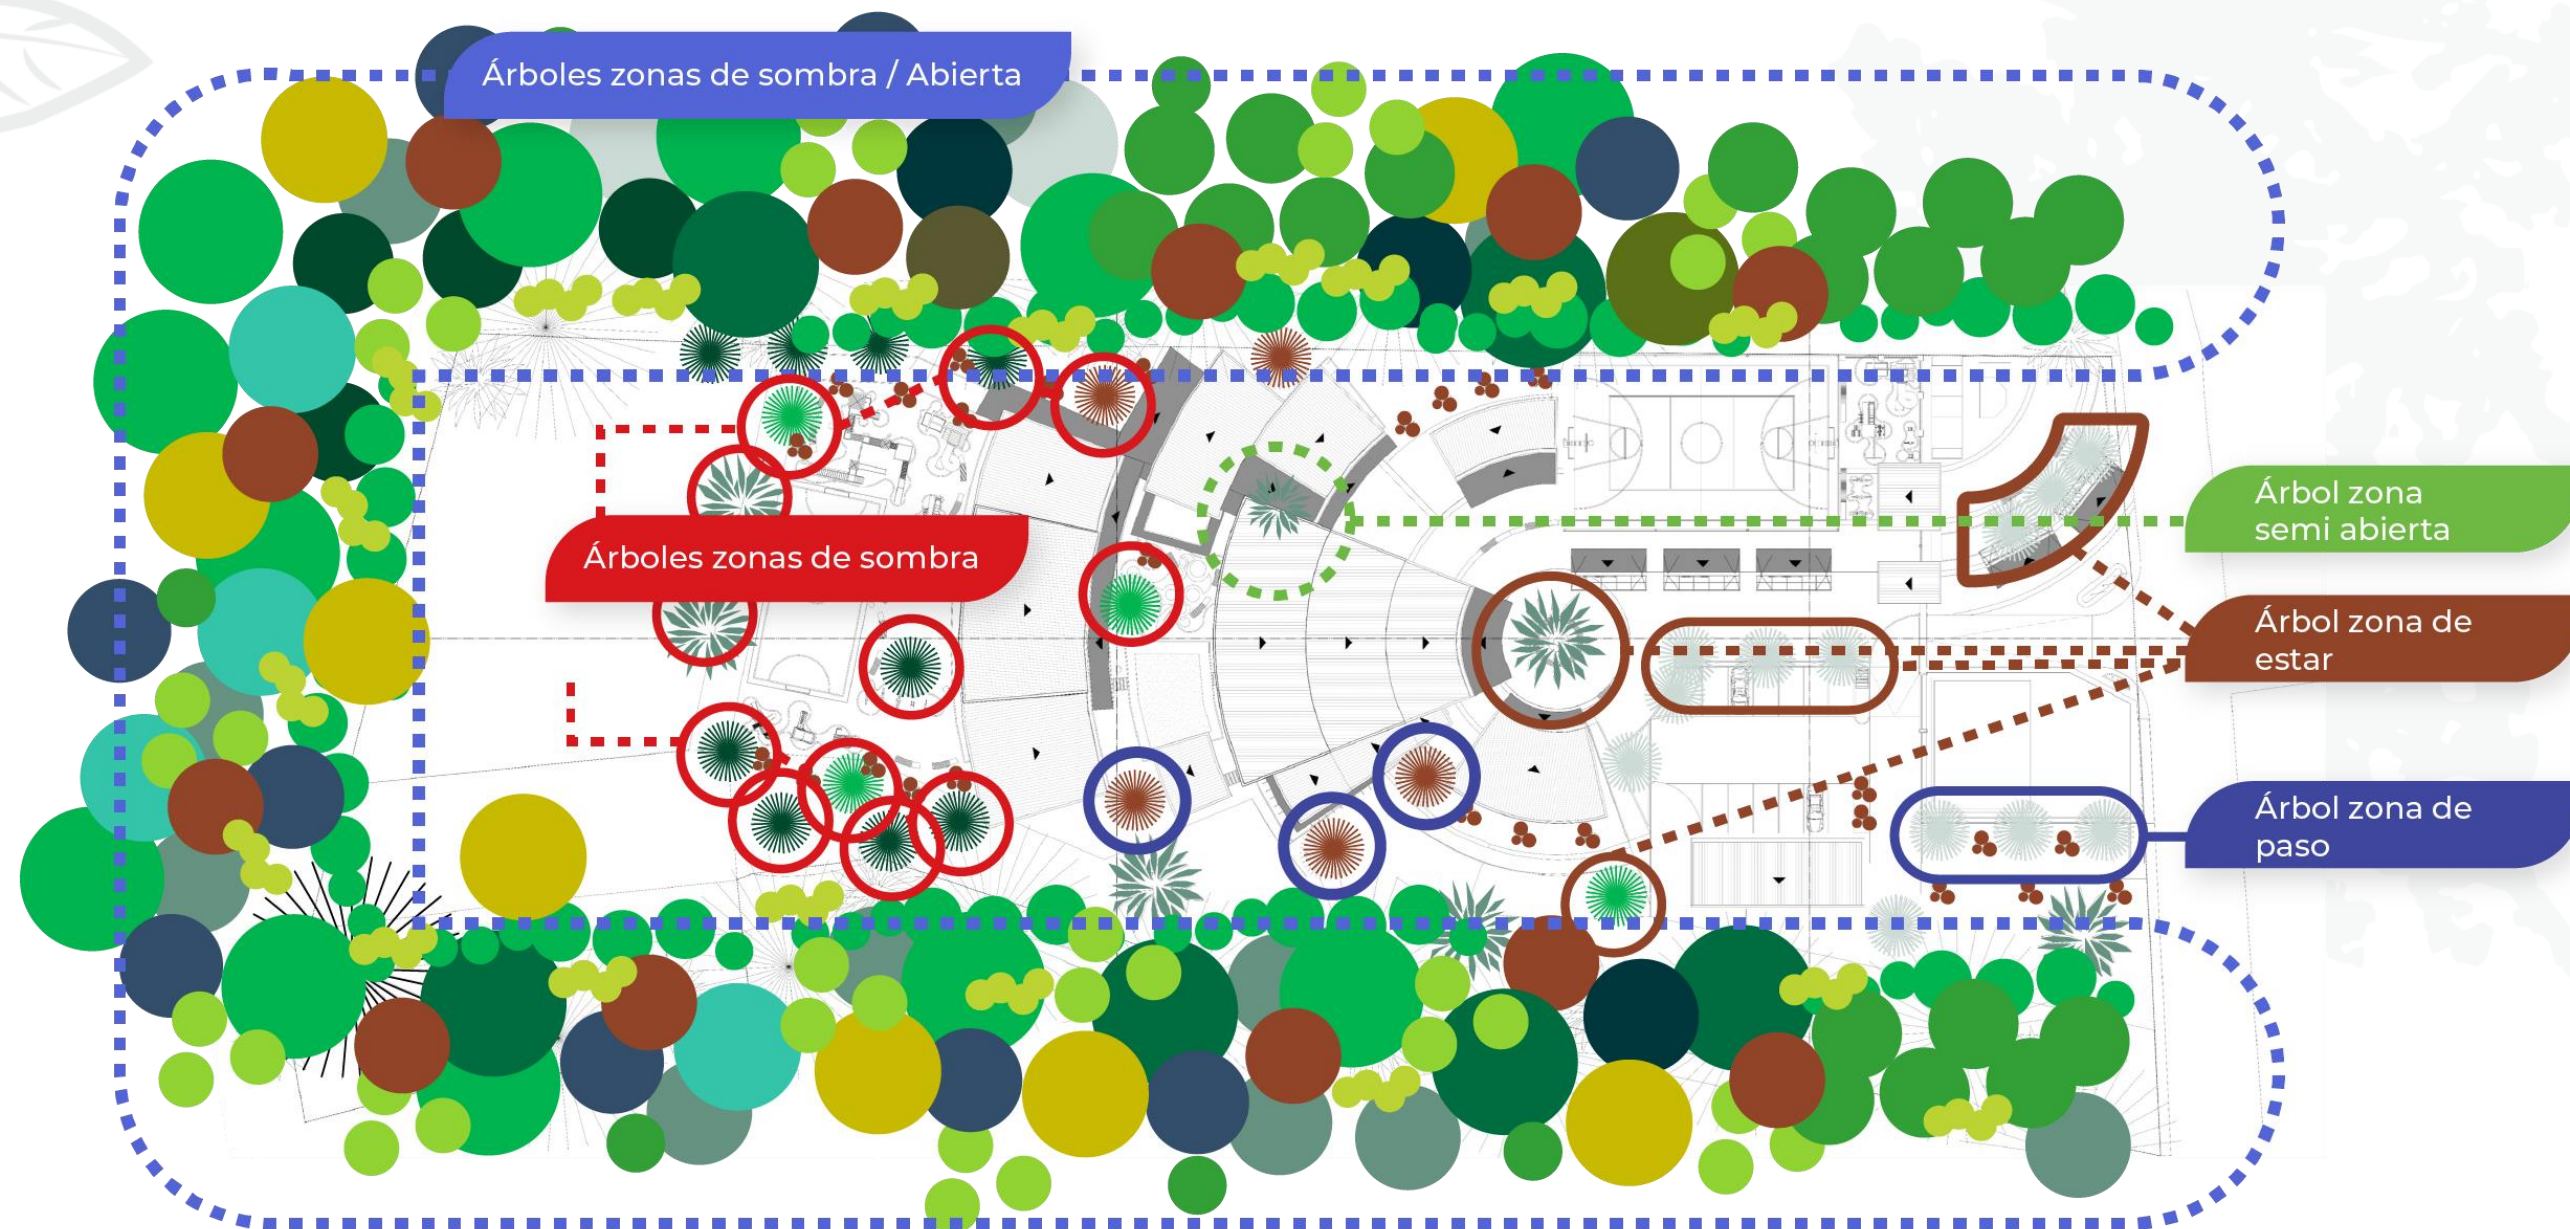 Árboles zonas de sombra / Abierta
Árbol zona
semi abierta
Árboles zonas de sombra
Árbol zona de
estar
Árbol zona de
paso